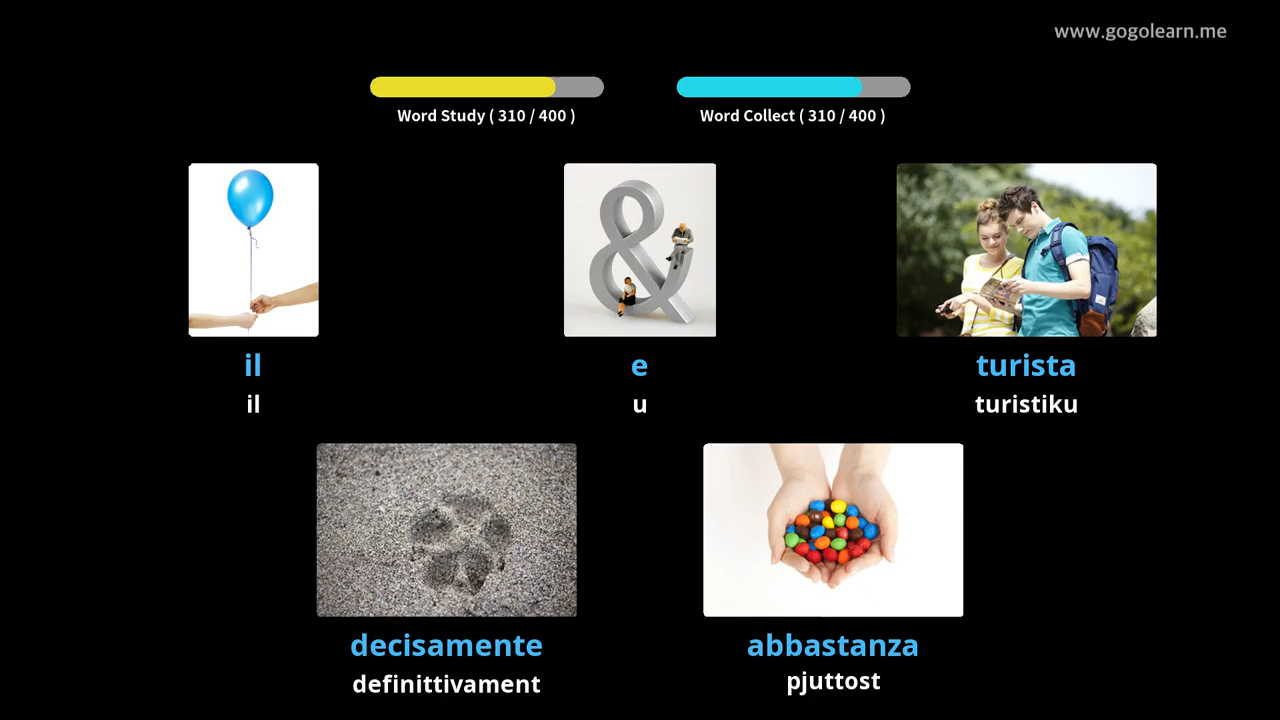 www.gogolearn.me
Word Study ( 310 / 400 )
Word Collect ( 310 / 400 )
il
il
e
u
turista
turistiku
decisamente
definittivament
abbastanza
pjuttost